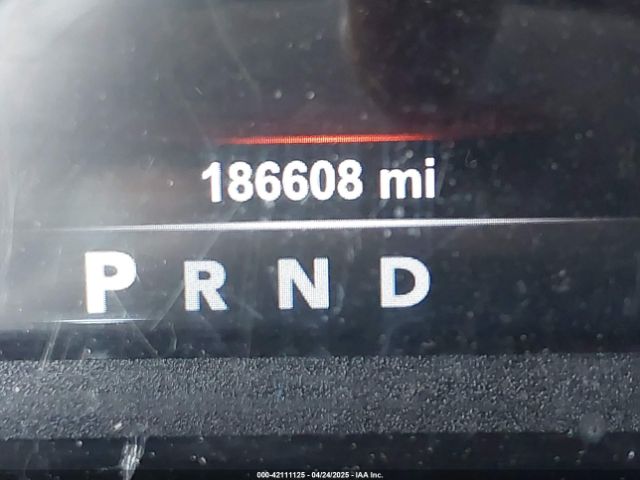 186608 mi
P R N D
000-42111125 - 04/24/2025 - IAA Inc.